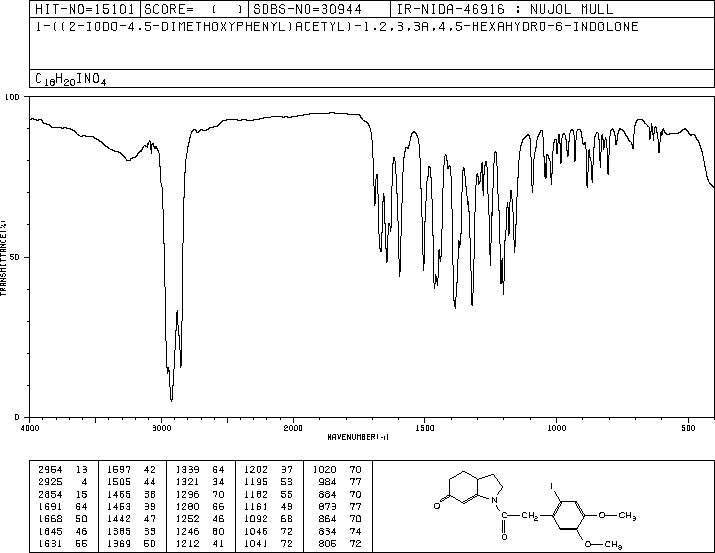 HIT-NO=15101 SCORE= ( ) SDBS-NO=30944 IR-NIDA-46916 : NUJOL MULL
1-((2-IODO-4,5-DIMETHOXYPHENYL)ACETYL)-1,2,3,3A,4,5-HEXAHYDRO-6-INDOLONE
C18H20INO4
100
50
0
TRANSMITTANCE(%)
4000 3000 2000 1500 1000 500
WAVENUMBER(-1)
2954 13 1597 42 1339 64 1202 37 1020 70
2925 4 1505 44 1321 34 1195 53 984 77
2854 15 1465 38 1296 70 1182 55 884 70
1691 64 1463 39 1280 66 1161 49 873 77
1668 50 1442 47 1252 46 1092 68 864 70
1645 46 1385 33 1246 80 1046 72 834 74
1631 55 1369 50 1212 41 1041 72 806 72
I
N
O C CH2 O CH3
O O CH3